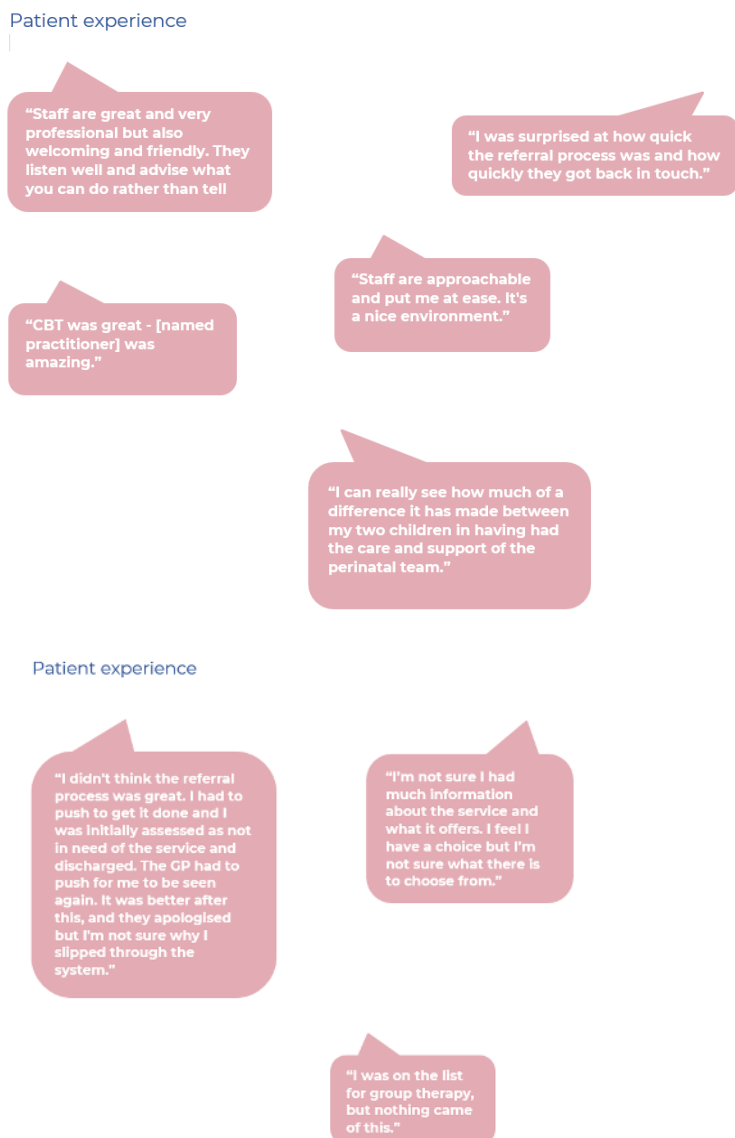 Patient experience
“Staff are great and very
professional but also
welcoming and friendly. They
listen well and advise what
you can do rather than tell
“I was surprised at how quick
the referral process was and how
quickly they got back in touch.”
“Staff are approachable
and put me at ease. It's
a nice environment.”
“CBT was great - [named
practitioner] was
amazing.”
“I can really see how much of a
difference it has made between
my two children in having had
the care and support of the
perinatal team.”
Patient experience
“I didn't think the referral
process was great. I had to
push to get it done and I
was initially assessed as not
in need of the service and
discharged. The GP had to
push for me to be seen
again. It was better after
this, and they apologised
but I'm not sure why I
slipped through the
system.”
“I'm not sure I had
much information
about the service and
what it offers. I feel I
have a choice but I'm
not sure what there is
to choose from.”
“I was on the list
for group therapy,
but nothing came
of this.”